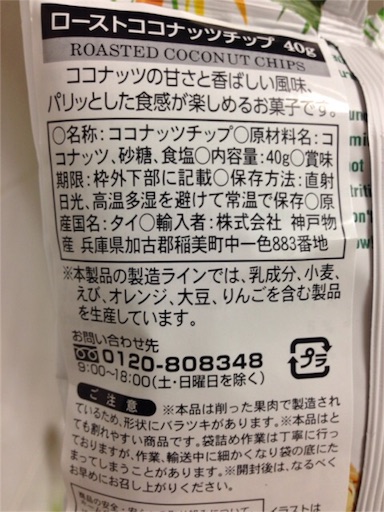 ローストココナッツチップ 40g
ROASTED COCONUT CHIPS
ココナッツの甘さと香ばしい風味、
パリッとした食感が楽しめるお菓子です。
○名称:ココナッツチップ○原材料名:コ
コナッツ、砂糖、食塩○内容量:40g○賞味
期限:枠外下部に記載○保存方法:直射
日光、高温多湿を避けて常温で保存○原
産国名:タイ○輸入者:株式会社 神戸物
産 兵庫県加古郡稲美町中一色883番地
※本製品の製造ラインでは、乳成分、小麦、
えび、オレンジ、大豆、りんごを含む製品
を生産しています。
お問い合わせ先
0120-808348
9:00〜18:00(土・日曜日を除く)
プラ
ご注意
※本品は削った果肉で製造され
ているため、形状にバラツキがあります。※本品はと
ても割れやすい商品です。袋詰め作業は丁寧に行っ
ておりますが、作業、輸送中に細かくなり袋の底にた
まってしまうことがあります。※開封後は、なるべく
お早めにお召し上がりください。